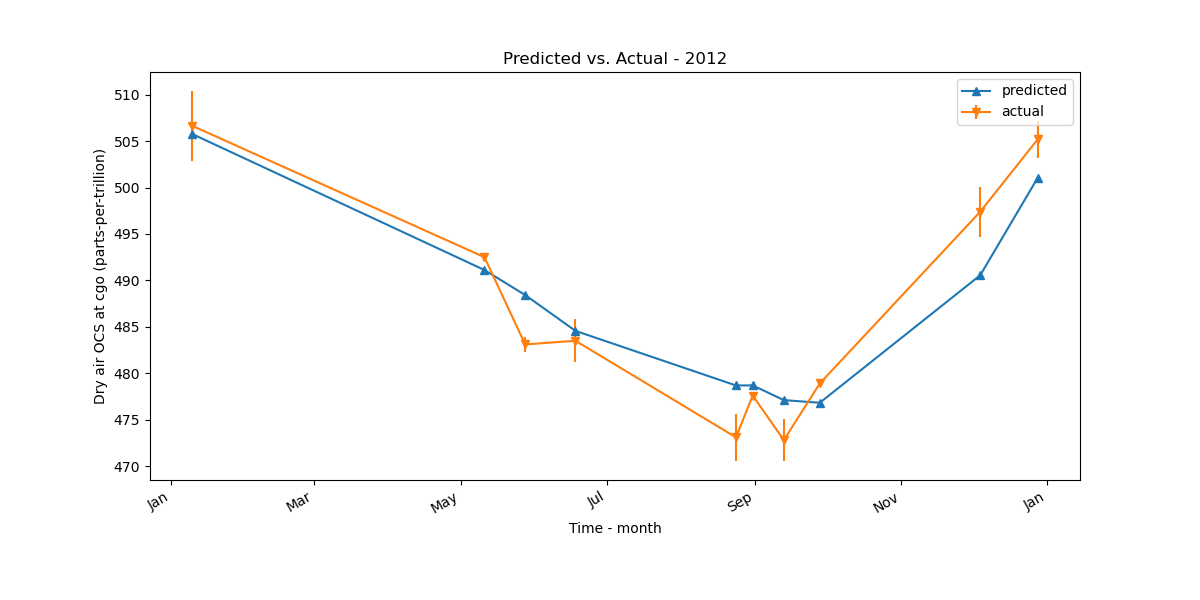 Predicted vs. Actual - 2012
predicted
actual
Dry air OCS at cgo (parts-per-trillion)
510
505
500
495
490
485
480
475
470
Jan
Mar
May
Jul
Sep
Nov
Jan
Time - month